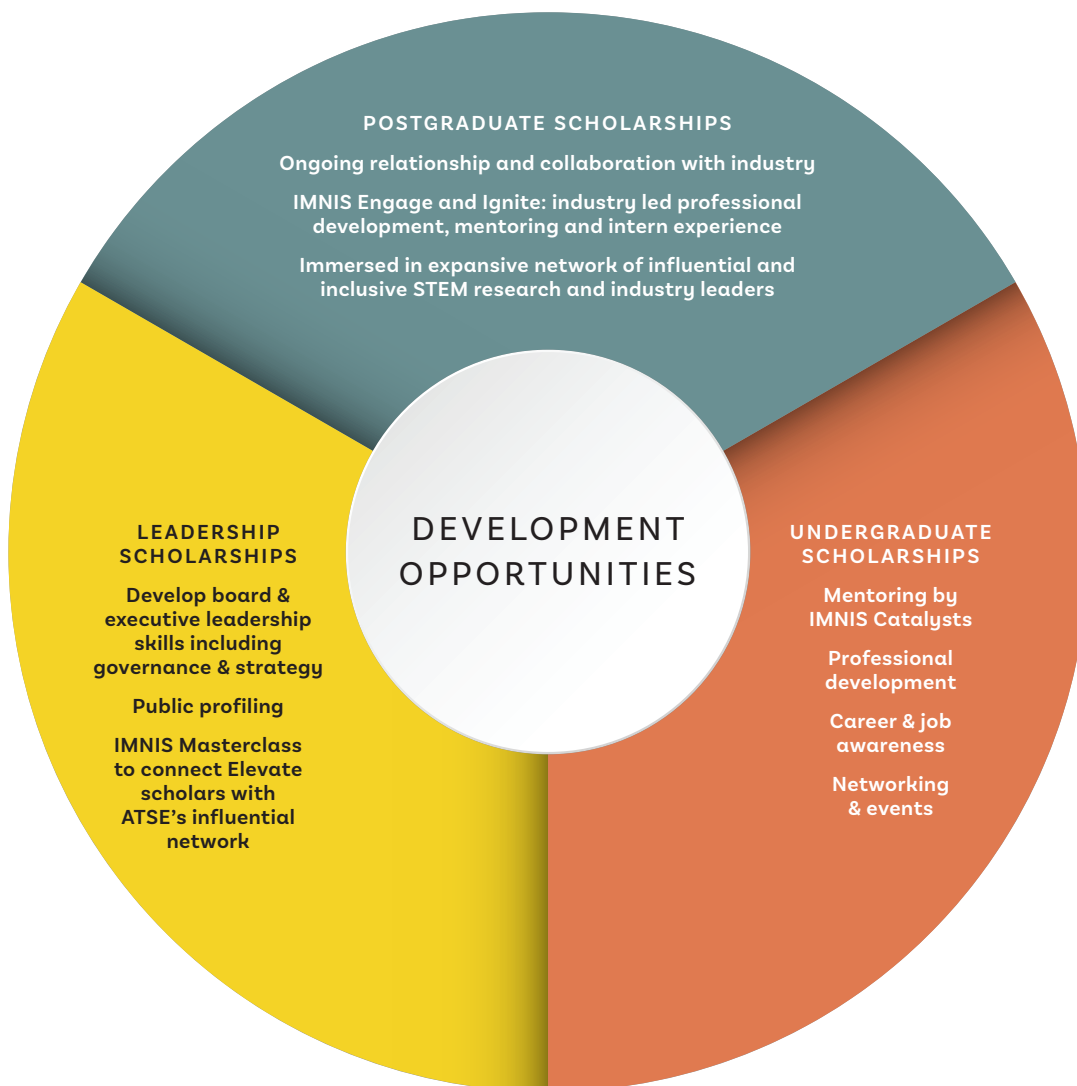 POSTGRADUATE SCHOLARSHIPS
Ongoing relationship and collaboration with industry
IMNIS Engage and Ignite: industry led professional
development, mentoring and intern experience
Immersed in expansive network of influential and
inclusive STEM research and industry leaders
DEVELOPMENT
OPPORTUNITIES
LEADERSHIP
SCHOLARSHIPS
Develop board &
executive leadership
skills including
governance & strategy
Public profiling
IMNIS Masterclass
to connect Elevate
scholars with
ATSE's influential
network
UNDERGRADUATE
SCHOLARSHIPS
Mentoring by
IMNIS Catalysts
Professional
development
Career & job
awareness
Networking
& events